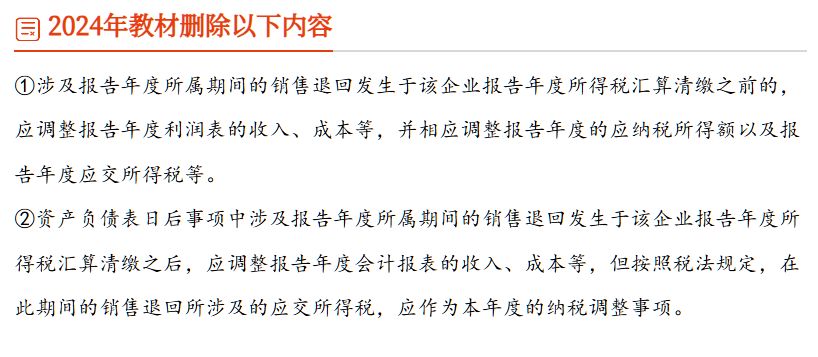 2024年教材删除以下内容
①涉及报告年度所属期间的销售退回发生于该企业报告年度所得税汇算清缴之前的，
应调整报告年度利润表的收入、成本等，并相应调整报告年度的应纳税所得额以及报
告年度应交所得税等。
②资产负债表日后事项中涉及报告年度所属期间的销售退回发生于该企业报告年度所
得税汇算清缴之后，应调整报告年度会计报表的收入、成本等，但按照税法规定，在
此期间的销售退回所涉及的应交所得税，应作为本年度的纳税调整事项。